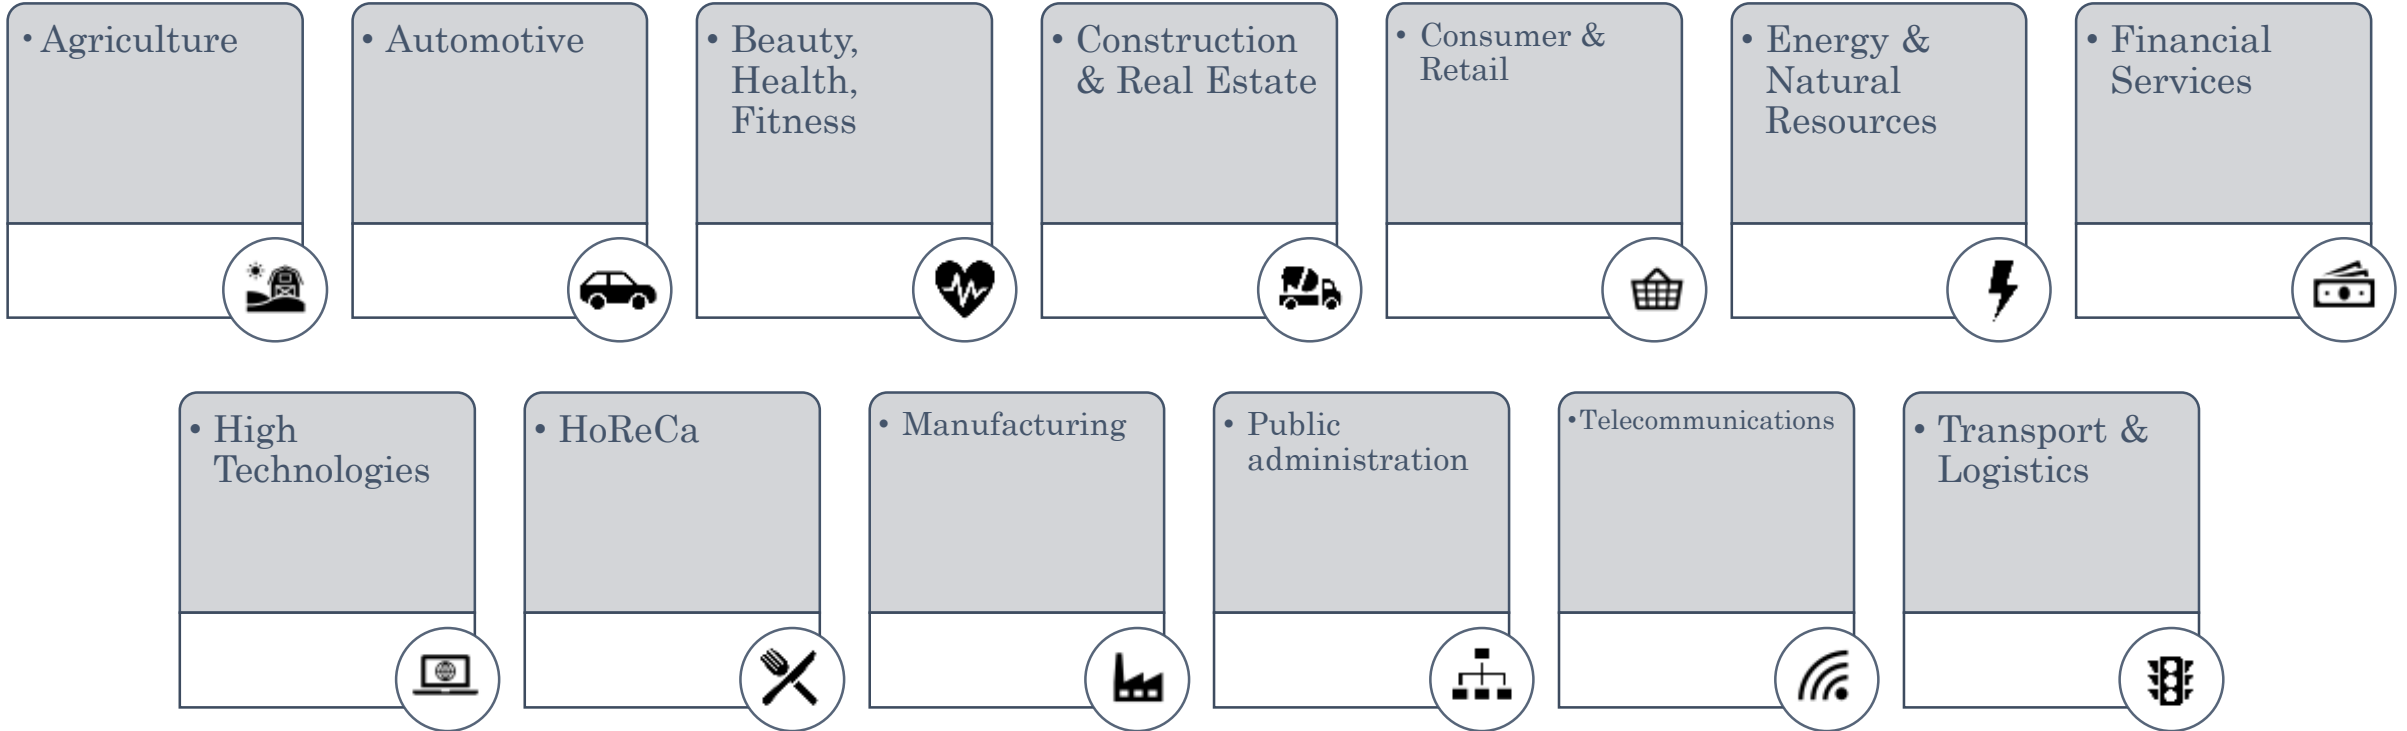 • Agriculture
• Automotive
• Beauty,
Health,
Fitness
• Construction
& Real Estate
• Consumer &
Retail
• Energy &
Natural
Resources
• Financial
Services
• High
Technologies
• HoReCa
• Manufacturing
• Public
administration
• Telecommunications
• Transport &
Logistics